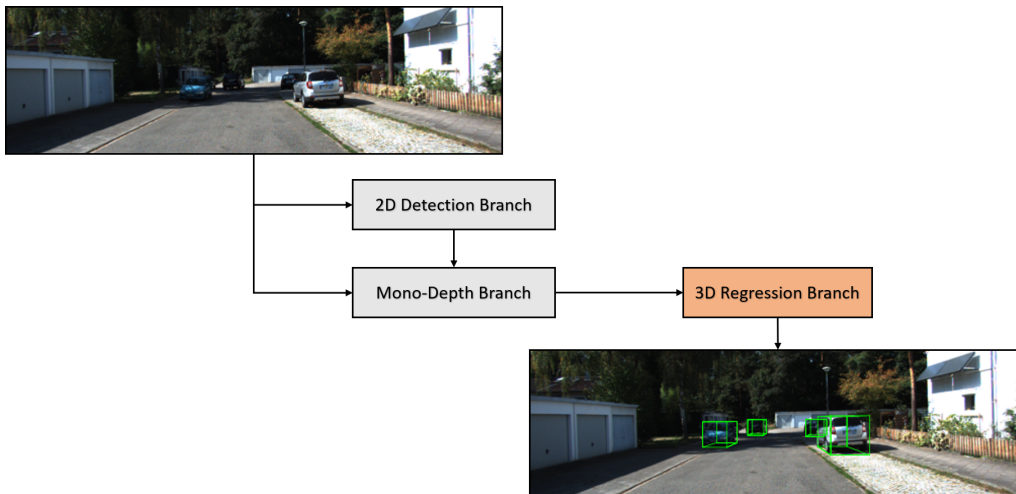 2D Detection Branch
Mono-Depth Branch
3D Regression Branch